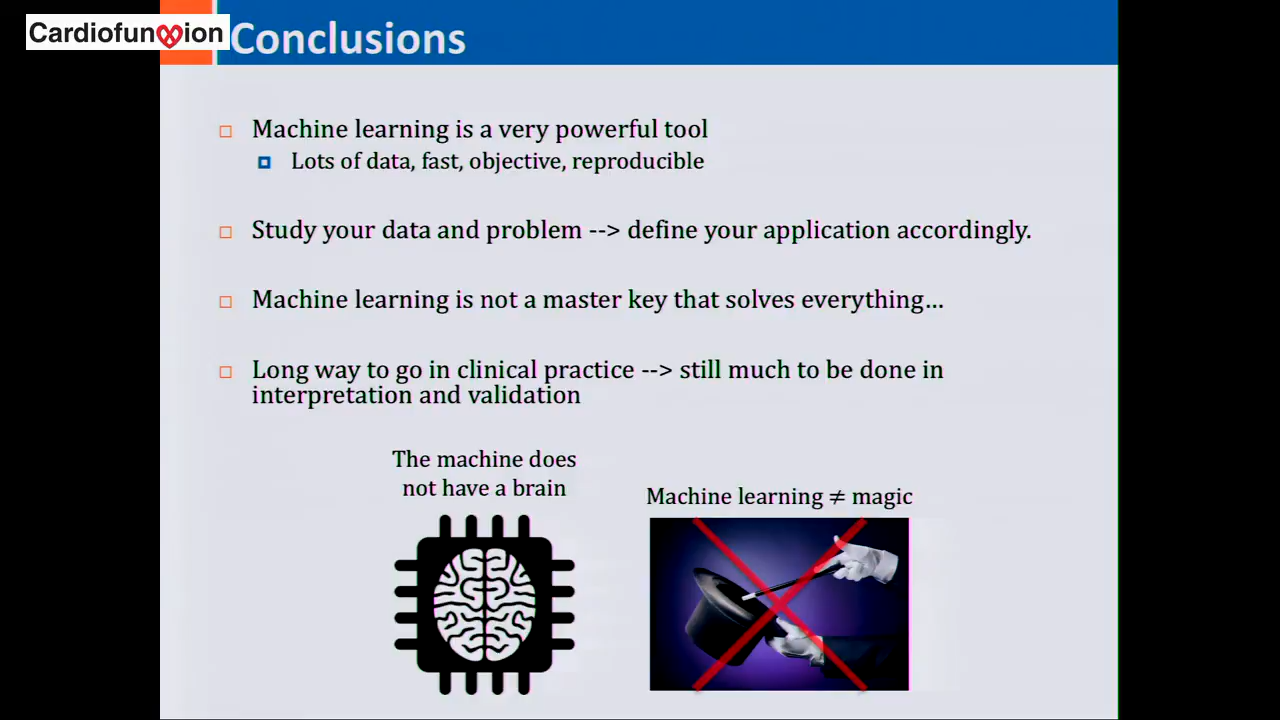 Cardiofunxion
Conclusions
Machine learning is a very powerful tool
Lots of data, fast, objective, reproducible
Study your data and problem --> define your application accordingly.
Machine learning is not a master key that solves everything…
Long way to go in clinical practice --> still much to be done in
interpretation and validation
The machine does
not have a brain
Machine learning ≠ magic